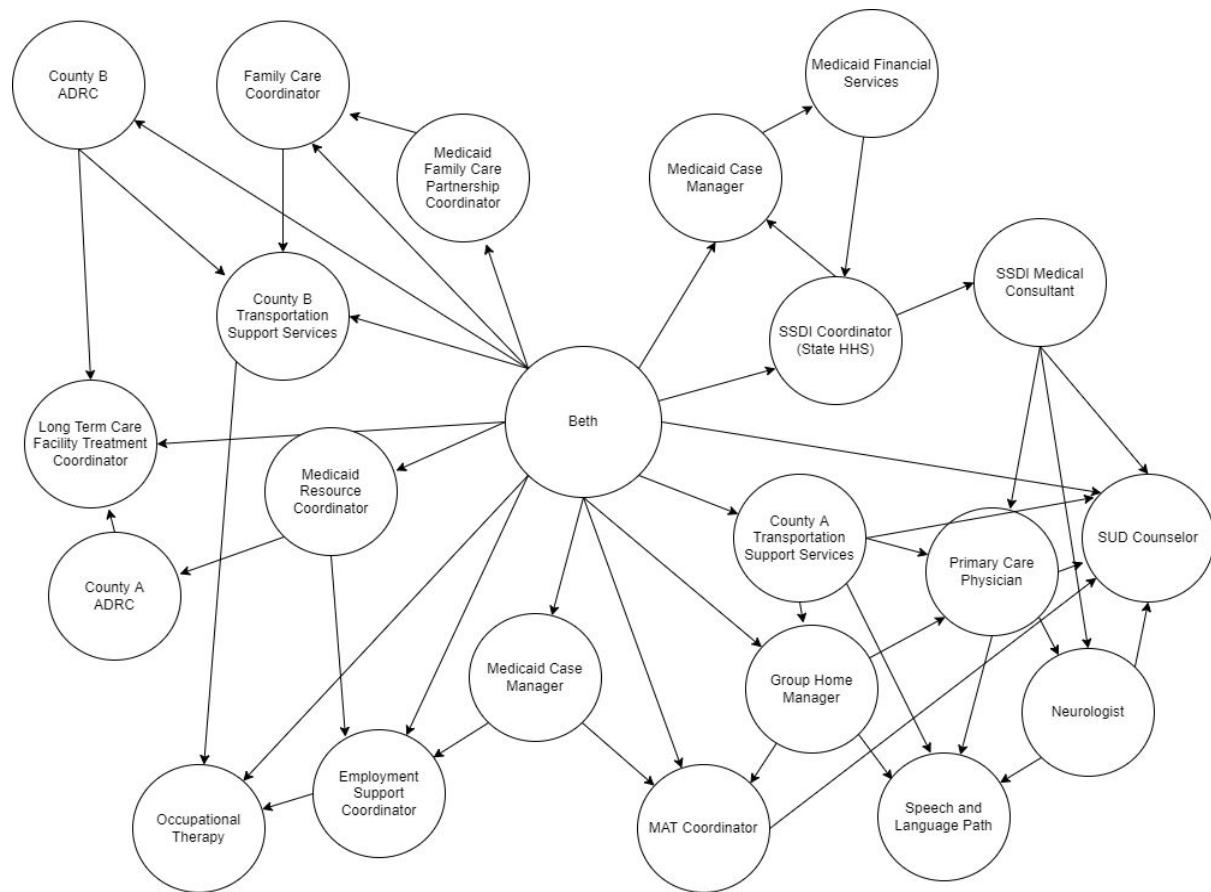 County B
ADRC
Family Care
Coordinator
Medicaid Financial
Services
Medicaid
Family Care
Partnership
Coordinator
Medicaid Case
Manager
SSDI Medical
Consultant
County B
Transportation
Support Services
SSDI Coordinator
(State HHS)
Beth
Long Term Care
Facility Treatment
Coordinator
Medicaid
Resource
Coordinator
County A
Transportation
Support Services
SUD Counselor
Primary Care
Physician
County A
ADRC
Medicaid Case
Manager
Group Home
Manager
Neurologist
Employment
Support
Coordinator
Occupational
Therapy
MAT Coordinator
Speech and
Language Path